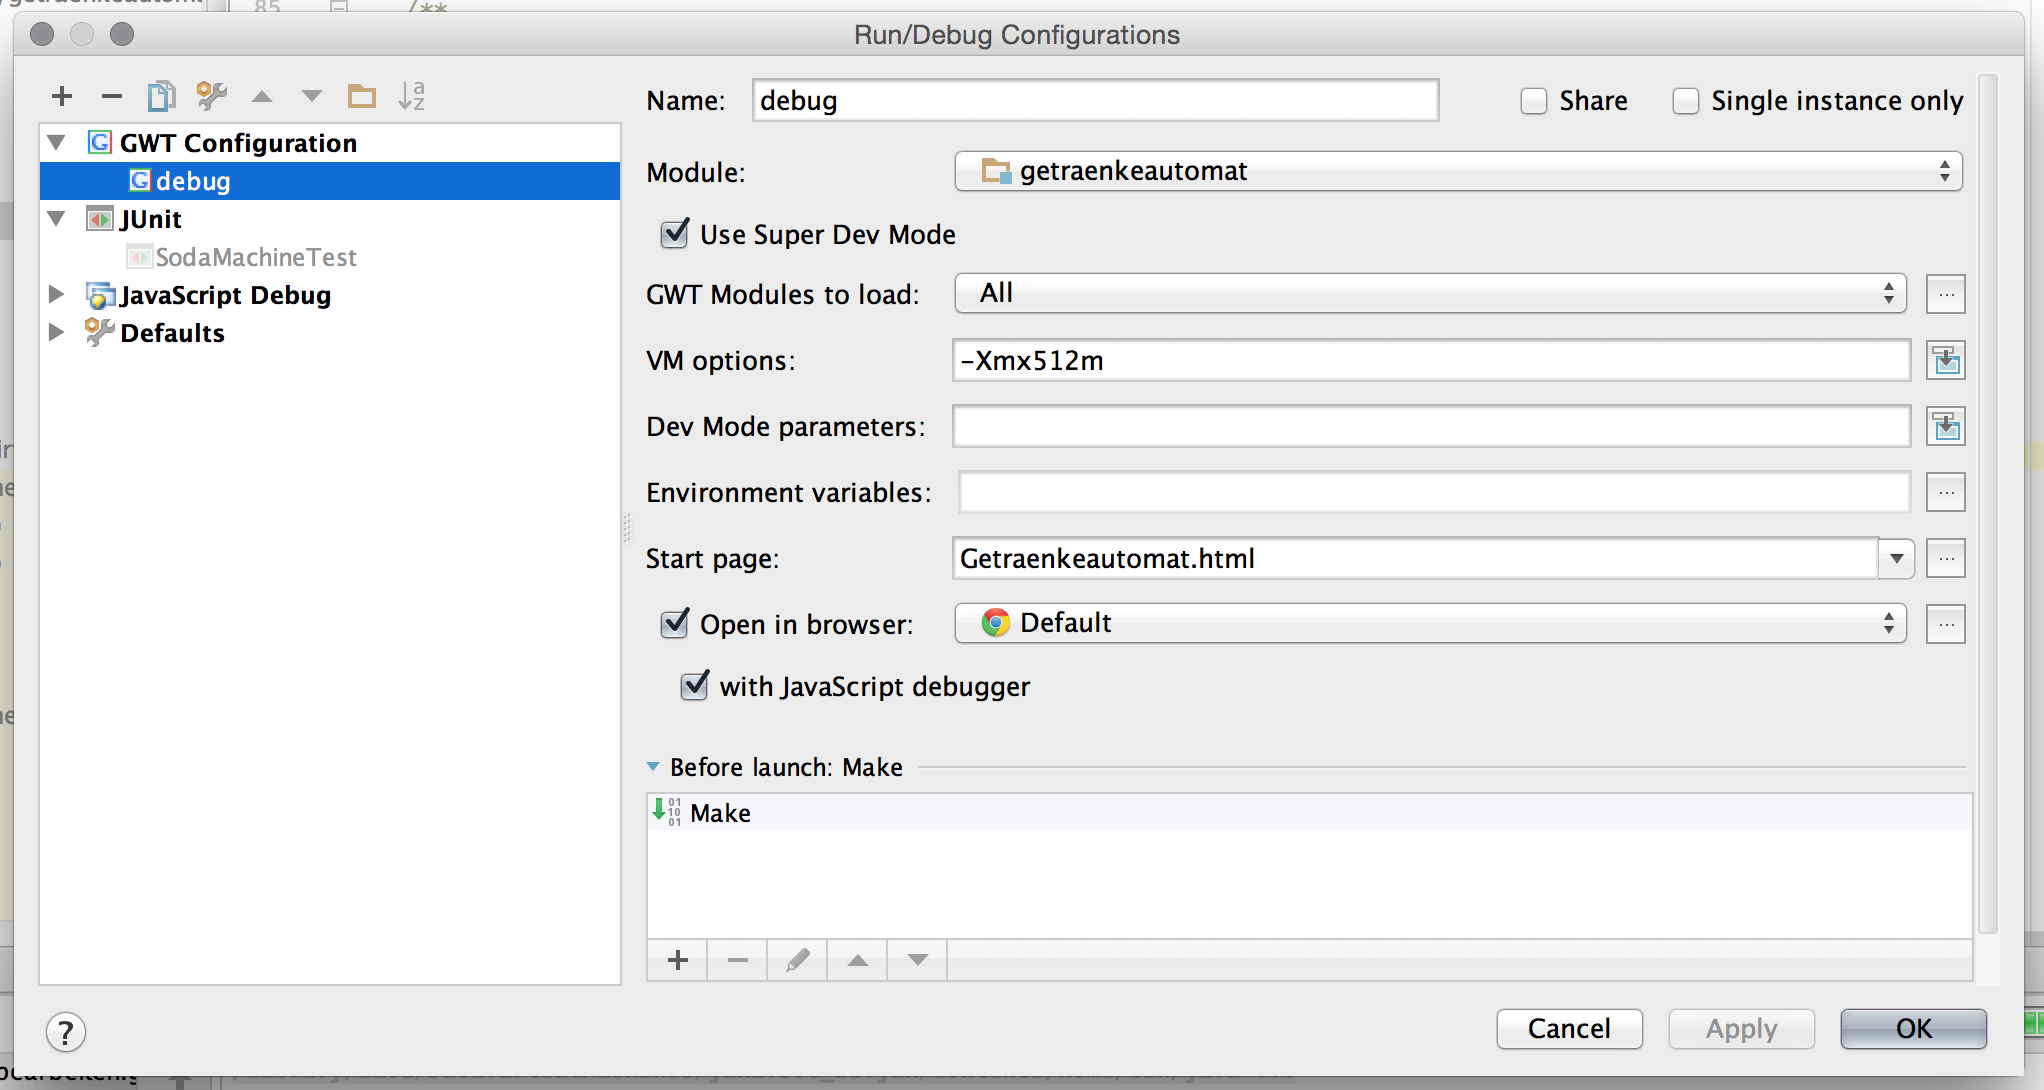 85 /**
Run/Debug Configurations
a
z
Name: debug Share Single instance only
GWT Configuration
debug
JUnit
SodaMachineTest
JavaScript Debug
Defaults
Module: getraenkeautomat
Use Super Dev Mode
GWT Modules to load: All ...
VM options: -Xmx512m
Dev Mode parameters:
Environment variables: ...
Start page: Getraenkeautomat.html ...
Open in browser: Default ...
with JavaScript debugger
Before launch: Make
Make
?
Cancel Apply OK